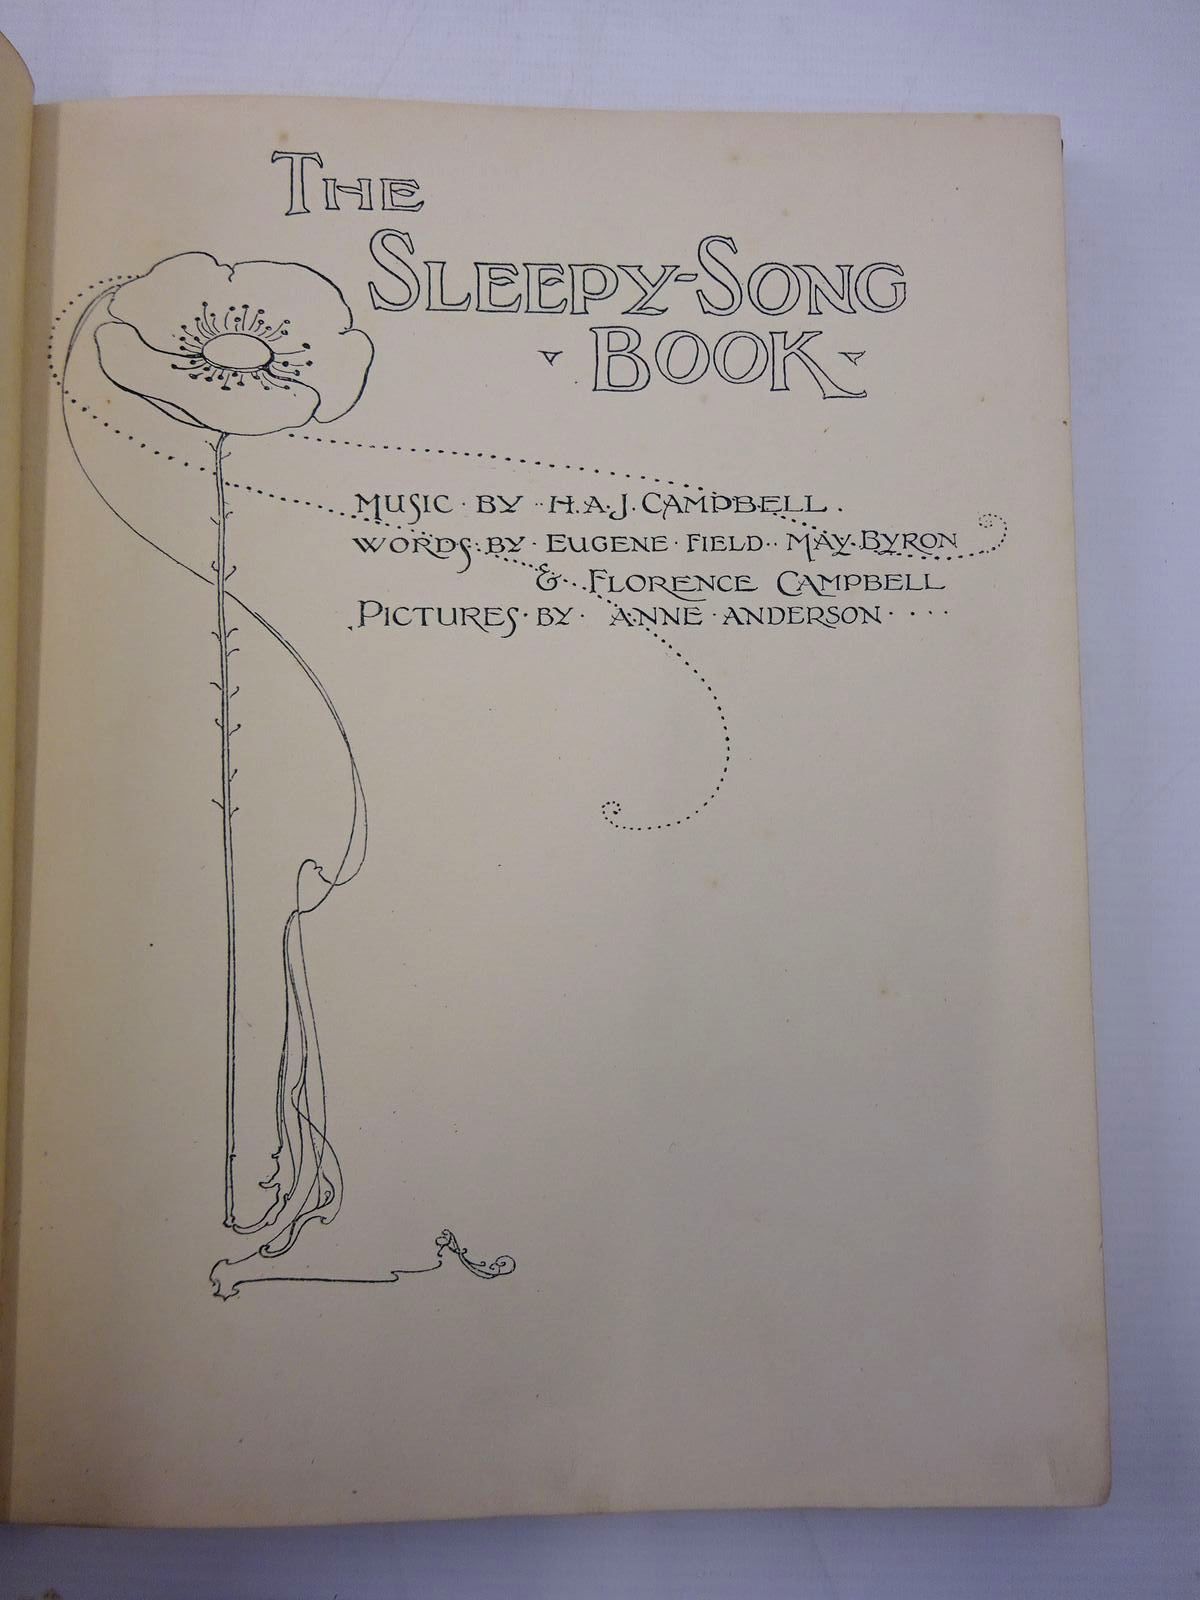 THE
SLEEPY-SONG
BOOK
MUSIC · BY · H.A.J. CAMPBELL.
WORDS · BY · EUGENE · FIELD · MAY · BYRON
& FLORENCE CAMPBELL
PICTURES · BY · ANNE · ANDERSON · · · ·